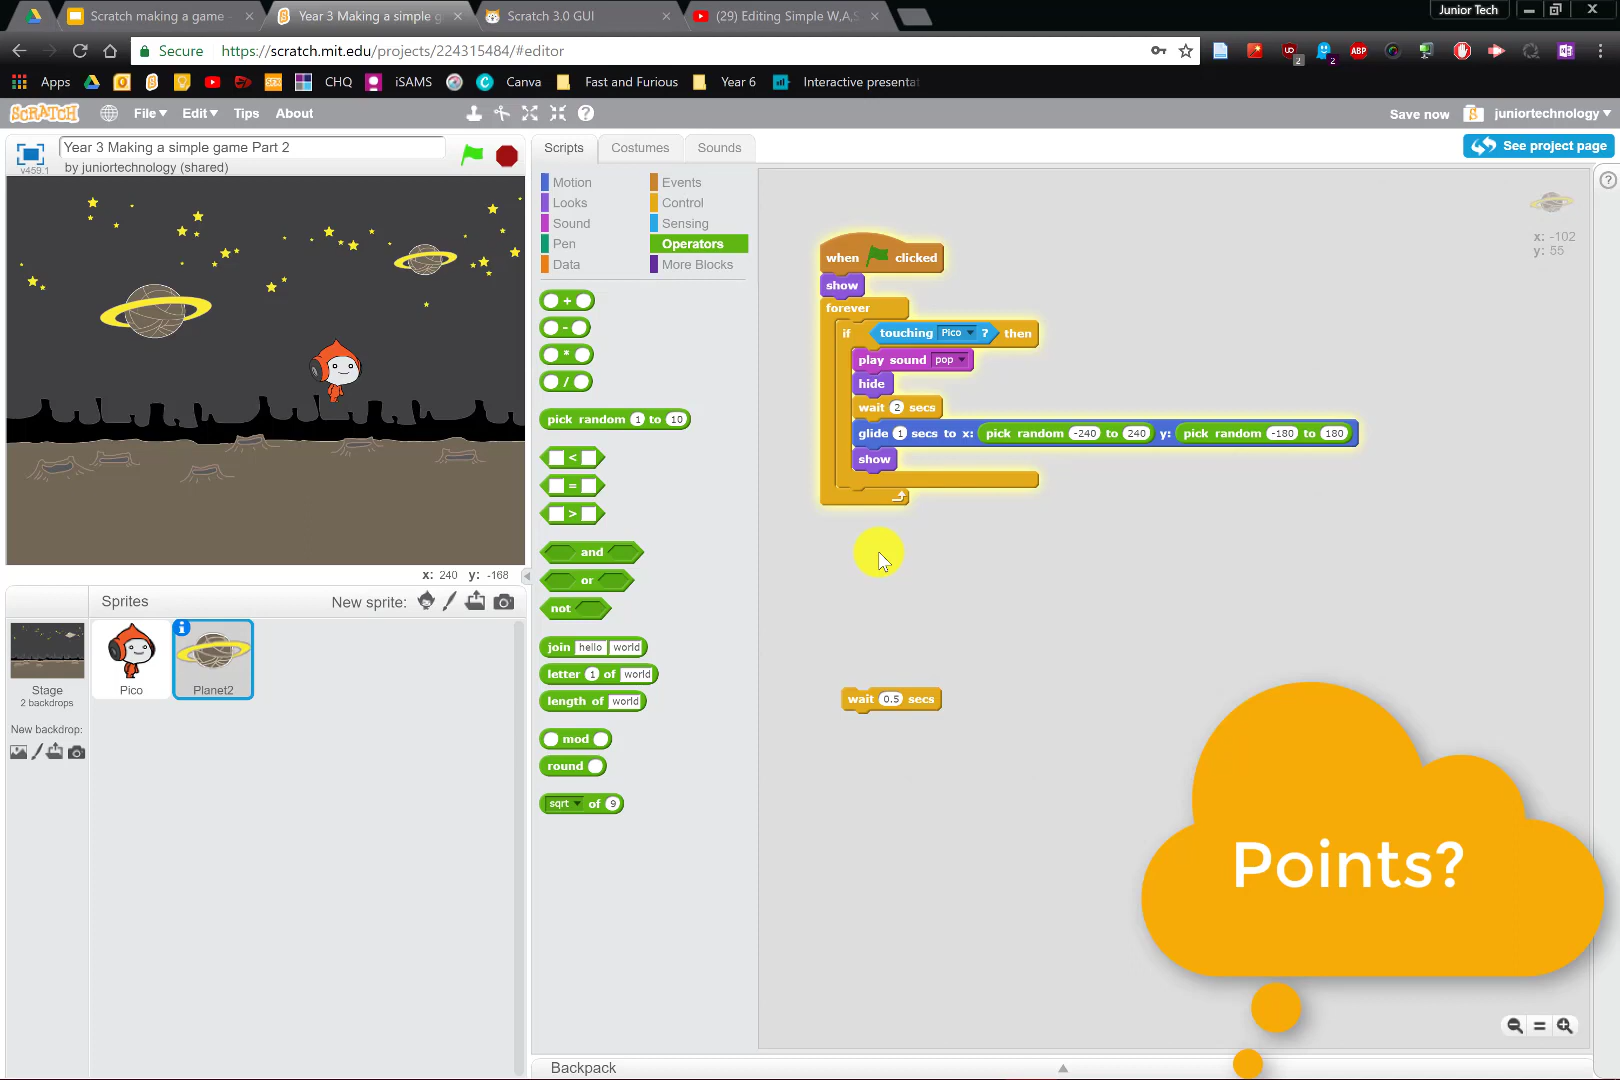 Scratch making a game -
Year 3 Making a simple g
Scratch 3.0 GUI
(29) Editing Simple W,A,S
Junior Tech
Secure
https://scratch.mit.edu/projects/224315484/#editor
Apps
CHQ
iSAMS
Canva
Fast and Furious
Year 6
Interactive presentat
SCRATCH
File
Edit
Tips
About
Save now
juniortechnology
Year 3 Making a simple game Part 2
by juniortechnology (shared)
v459.1
See project page
Scripts
Costumes
Sounds
Motion
Looks
Sound
Pen
Data
Events
Control
Sensing
Operators
More Blocks
+
-
*
/
pick random 1 to 10
<
=
>
and
or
not
join hello world
letter 1 of world
length of world
mod
round
sqrt of 9
when clicked
show
forever
if touching Pico ? then
play sound pop
hide
wait 2 secs
glide 1 secs to x: pick random -240 to 240 y: pick random -180 to 180
show
wait 0.5 secs
x: -102
y: 55
x: 240 y: -168
Sprites
New sprite:
Stage
2 backdrops
New backdrop:
Pico
Planet2
Points?
Backpack